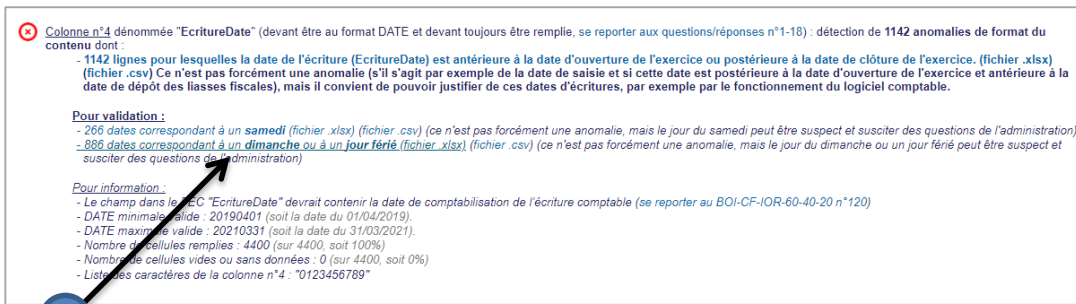 Colonne n°4 dénommée "EcritureDate" (devant être au format DATE et devant toujours être remplie, se reporter aux questions/réponses n°1-18) : détection de 1142 anomalies de format du
contenu dont :
- 1142 lignes pour lesquelles la date de l'écriture (EcritureDate) est antérieure à la date d'ouverture de l'exercice ou postérieure à la date de clôture de l'exercice. (fichier .xlsx)
(fichier .csv) Ce n'est pas forcément une anomalie (s'il s'agit par exemple de la date de saisie et si cette date est postérieure à la date d'ouverture de l'exercice et antérieure à la
date de dépôt des liasses fiscales), mais il convient de pouvoir justifier de ces dates d'écritures, par exemple par le fonctionnement du logiciel comptable.
Pour validation :
- 266 dates correspondant à un samedi (fichier .xlsx) (fichier .csv) (ce n'est pas forcément une anomalie, mais le jour du samedi peut être suspect et susciter des questions de l'administration)
- 886 dates correspondant à un dimanche ou à un jour férié (fichier .xlsx) (fichier .csv) (ce n'est pas forcément une anomalie, mais le jour du dimanche ou un jour férié peut être suspect et
susciter des questions de l'administration)
Pour information :
- Le champ dans le FEC "EcritureDate" devrait contenir la date de comptabilisation de l'écriture comptable (se reporter au BOI-CF-IOR-60-40-20 n°120)
- DATE minimale valide : 20190401 (soit la date du 01/04/2019).
- DATE maximale valide : 20210331 (soit la date du 31/03/2021).
- Nombre de cellules remplies : 4400 (sur 4400, soit 100%)
- Nombre de cellules vides ou sans données : 0 (sur 4400, soit 0%)
- Liste des caractères de la colonne n°4 : "0123456789"